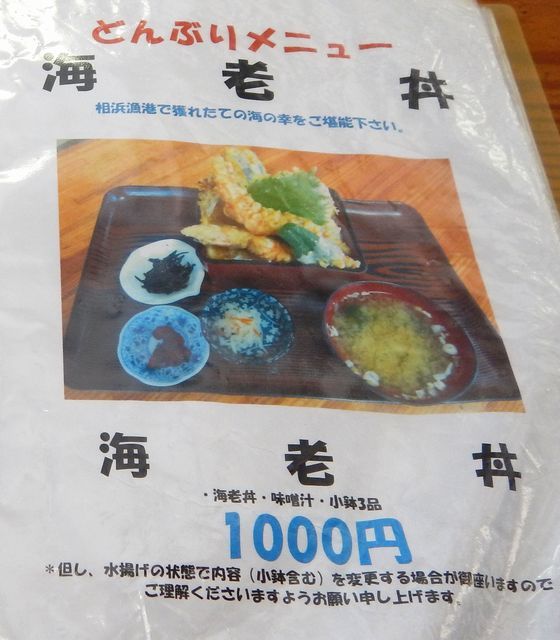 どんぶりメニュー
海老丼
相浜漁港で獲れたての海の幸をご堪能下さい。
海老丼
・海老丼・味噌汁・小鉢3品
1000円
＊但し、水揚げの状態で内容（小鉢含む）を変更する場合が御座いますので
ご理解くださいますようお願い申し上げます。